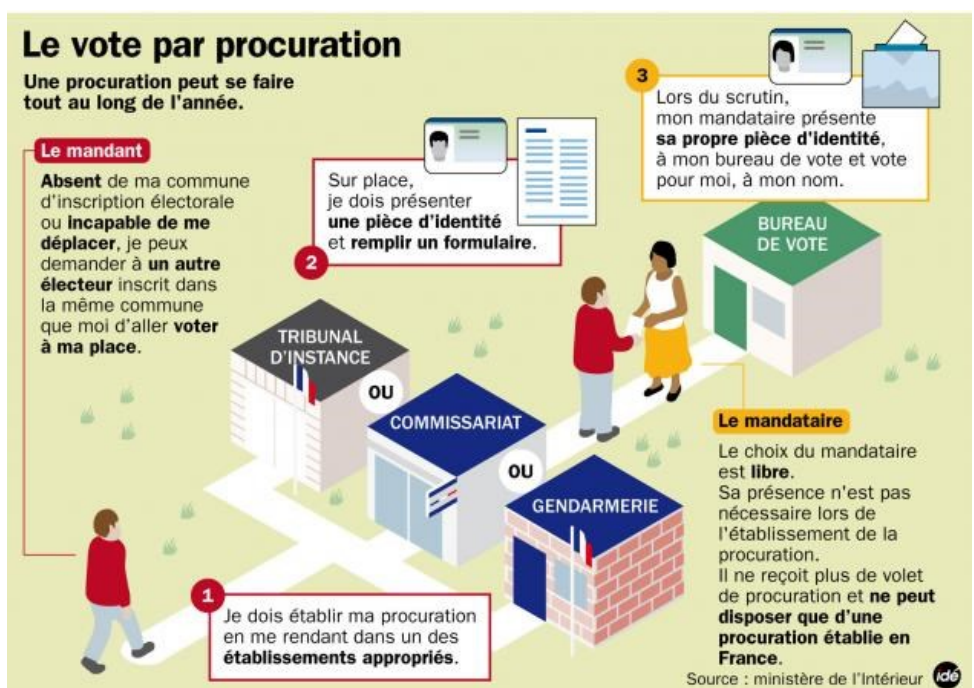 Le vote par procuration
Une procuration peut se faire
tout au long de l'année.
Le mandant
Absent de ma commune
d'inscription électorale
ou incapable de me
déplacer, je peux
demander à un autre
électeur inscrit dans
la même commune
que moi d'aller voter
à ma place.
1
Je dois établir ma procuration
en me rendant dans un des
établissements appropriés.
TRIBUNAL
D'INSTANCE
OU
COMMISSARIAT
OU
GENDARMERIE
2
Sur place,
je dois présenter
une pièce d'identité
et remplir un formulaire.
3
Lors du scrutin,
mon mandataire présente
sa propre pièce d'identité,
à mon bureau de vote et vote
pour moi, à mon nom.
BUREAU
DE VOTE
Le mandataire
Le choix du mandataire
est libre.
Sa présence n'est pas
nécessaire lors de
l'établissement de la
procuration.
Il ne reçoit plus de volet
de procuration et ne peut
disposer que d'une
procuration établie en
France.
Source : ministère de l'Intérieur
idé